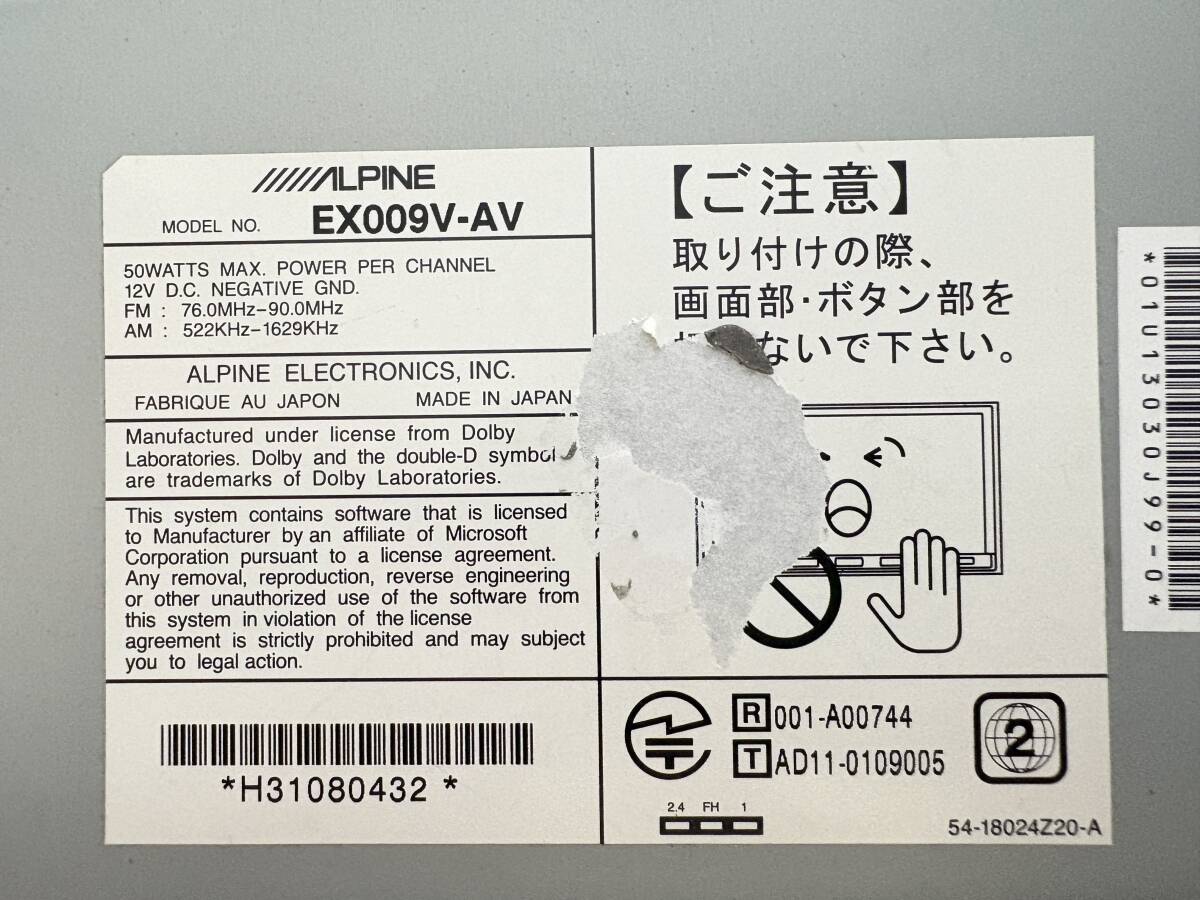 ALPINE
MODEL NO. EX009V-AV
50WATTS MAX. POWER PER CHANNEL
12V D.C. NEGATIVE GND.
FM : 76.0MHz-90.0MHz
AM : 522KHz-1629KHz
ALPINE ELECTRONICS, INC.
FABRIQUE AU JAPON MADE IN JAPAN
Manufactured under license from Dolby
Laboratories. Dolby and the double-D symbol
are trademarks of Dolby Laboratories.
This system contains software that is licensed
to Manufacturer by an affiliate of Microsoft
Corporation pursuant to a license agreement.
Any removal, reproduction, reverse engineering
or other unauthorized use of the software from
this system in violation of the license
agreement is strictly prohibited and may subject
you to legal action.
*H31080432 *
【ご注意】
取り付けの際、
画面部・ボタン部を
ないで下さい。
R 001-A00744
T AD11-0109005
2
2.4 FH 1
54-18024Z20-A
*01U13030J99-0*